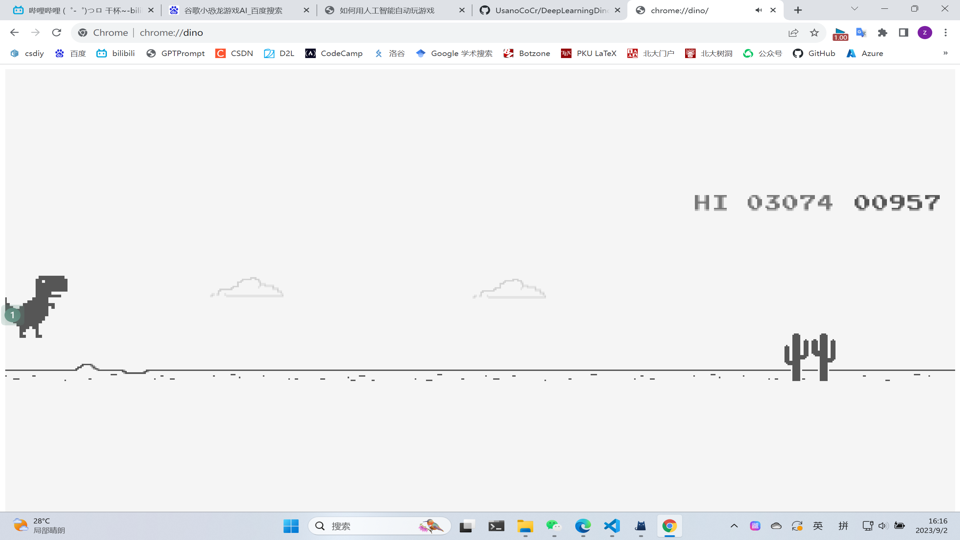 哔哩哔哩 (゜-゜)つロ 干杯~-bili
谷歌小恐龙游戏AI_百度搜索
如何用人工智能自动玩游戏
UsanoCoCr/DeepLearningDin
chrome://dino/
Chrome | chrome://dino
1.00
z
csdiy
百度
bilibili
GPTPrompt
CSDN
D2L
CodeCamp
洛谷
Google 学术搜索
Botzone
PKU LaTeX
北大门户
北大树洞
公众号
GitHub
Azure
»
HI 03074 00957
1
28°C
局部晴朗
搜索
英
拼
16:16
2023/9/2